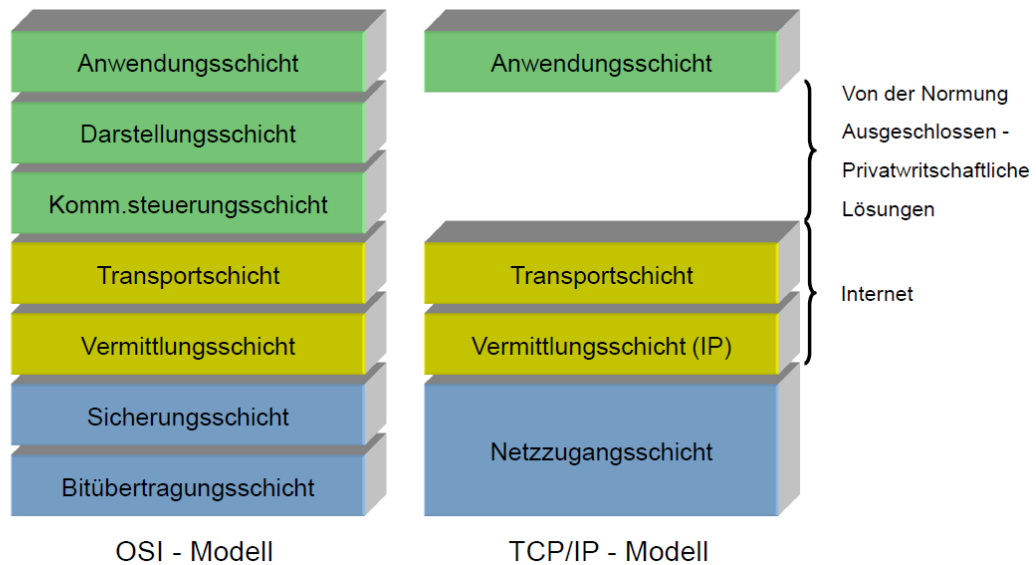 Anwendungsschicht
Darstellungsschicht
Komm.steuerungsschicht
Transportschicht
Vermittlungsschicht
Sicherungsschicht
Bitübertragungsschicht
OSI - Modell
Anwendungsschicht
Transportschicht
Vermittlungsschicht (IP)
Netzzugangsschicht
TCP/IP - Modell
Von der Normung
Ausgeschlossen -
Privatwritschaftliche
Lösungen
Internet